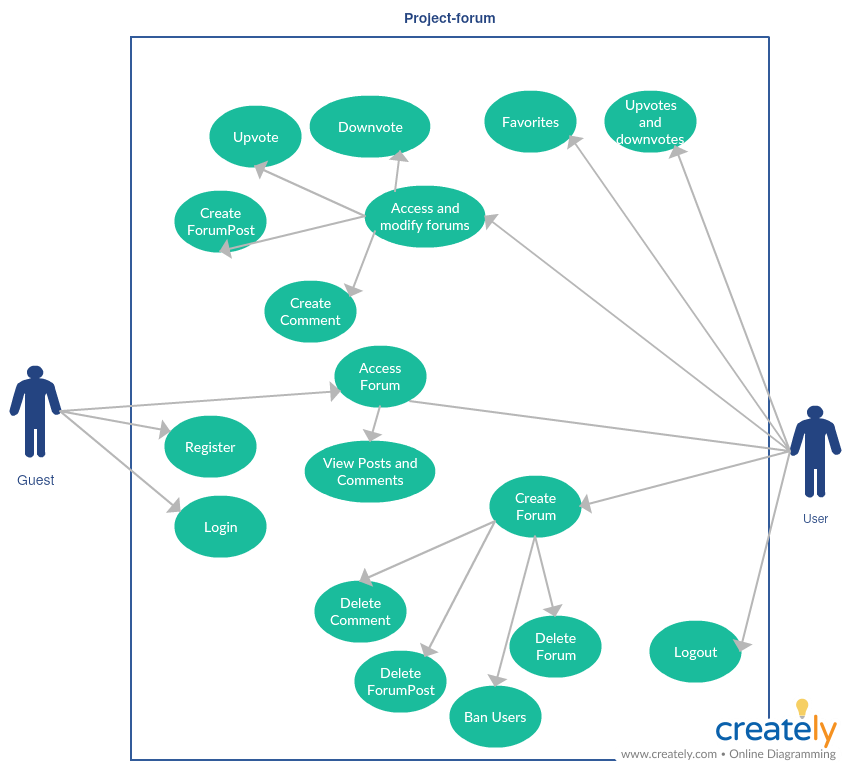 Project-forum
Upvote
Downvote
Favorites
Upvotes
and
downvotes
Create
ForumPost
Access and
modify forums
Create
Comment
Access
Forum
Register
View Posts and
Comments
Guest
Login
Create
Forum
User
Delete
Comment
Delete
Forum
Logout
Delete
ForumPost
Ban Users
creately
www.creately.com • Online Diagramming